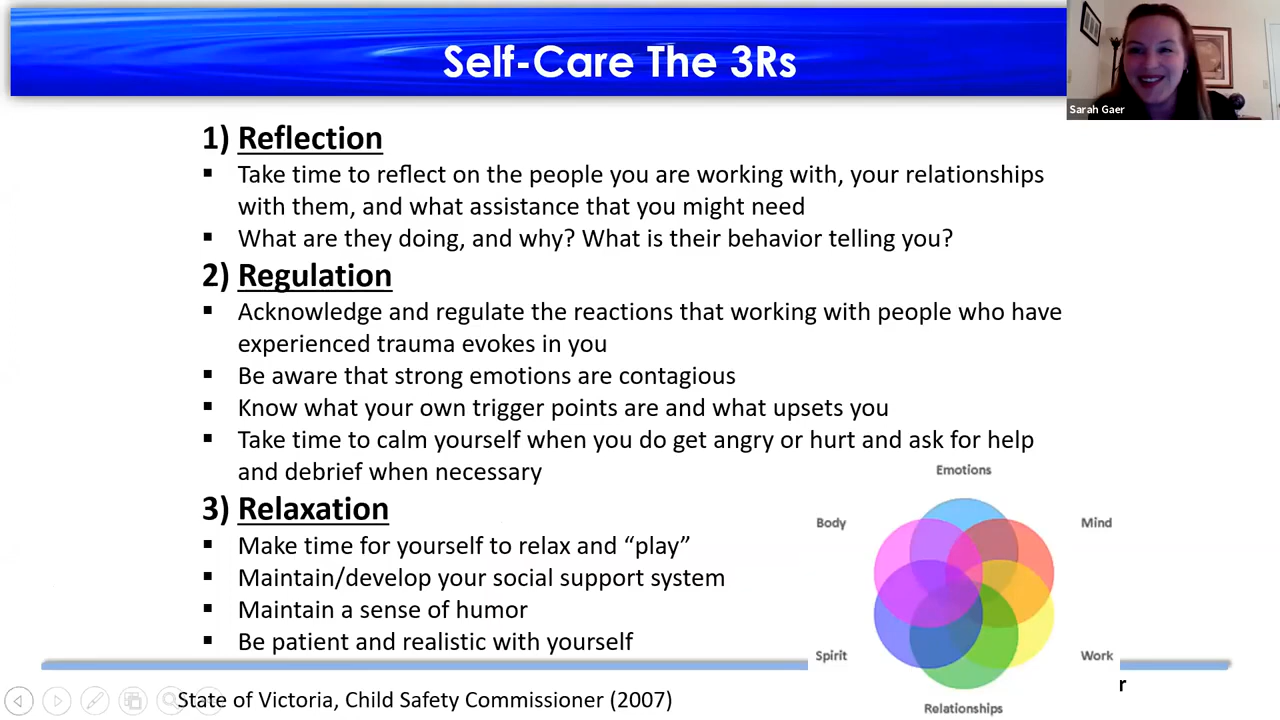 Self-Care The 3Rs
Sarah Gaer
1) Reflection
▪ Take time to reflect on the people you are working with, your relationships
with them, and what assistance that you might need
▪ What are they doing, and why? What is their behavior telling you?
2) Regulation
▪ Acknowledge and regulate the reactions that working with people who have
experienced trauma evokes in you
▪ Be aware that strong emotions are contagious
▪ Know what your own trigger points are and what upsets you
▪ Take time to calm yourself when you do get angry or hurt and ask for help
and debrief when necessary
3) Relaxation
▪ Make time for yourself to relax and “play”
▪ Maintain/develop your social support system
▪ Maintain a sense of humor
▪ Be patient and realistic with yourself
Emotions
Body
Mind
Spirit
Work
Relationships
r
State of Victoria, Child Safety Commissioner (2007)